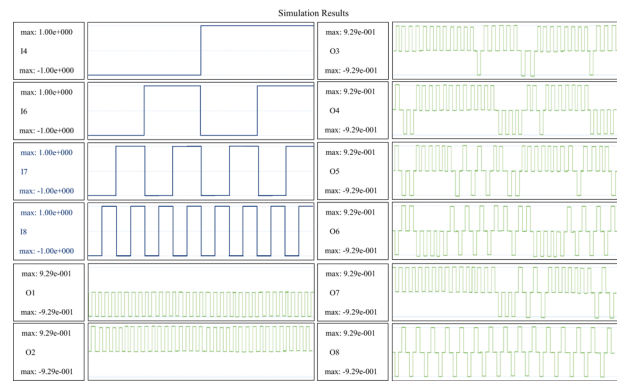 Simulation Results
max: 1.00e+000
I4
max: -1.00e+000
max: 1.00e+000
I6
max: -1.00e+000
max: 1.00e+000
I7
max: -1.00e+000
max: 1.00e+000
I8
max: -1.00e+000
max: 9.29e-001
O1
max: -9.29e-001
max: 9.29e-001
O2
max: -9.29e-001
max: 9.29e-001
O3
max: -9.29e-001
max: 9.29e-001
O4
max: -9.29e-001
max: 9.29e-001
O5
max: -9.29e-001
max: 9.29e-001
O6
max: -9.29e-001
max: 9.29e-001
O7
max: -9.29e-001
max: 9.29e-001
O8
max: -9.29e-001